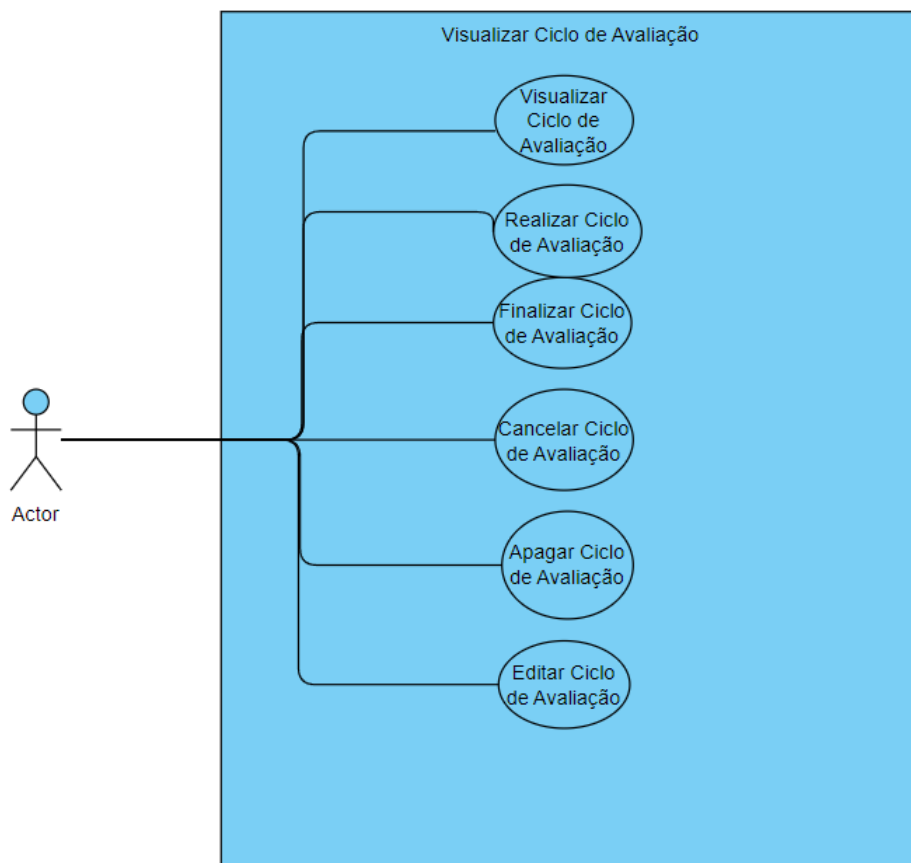 Visualizar Ciclo de Avaliação
Visualizar
Ciclo de
Avaliação
Realizar Ciclo
de Avaliação
Finalizar Ciclo
de Avaliação
Cancelar Ciclo
de Avaliação
Apagar Ciclo
de Avaliação
Editar Ciclo
de Avaliação
Actor